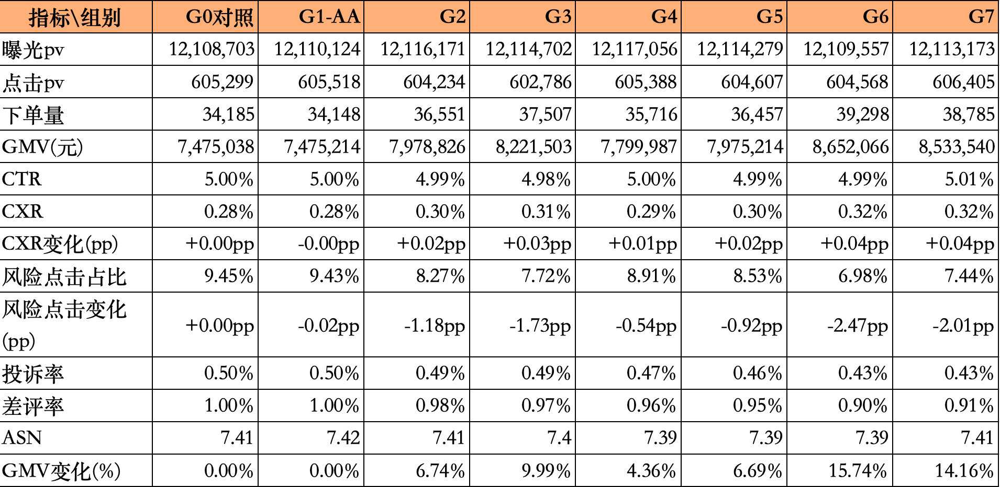 指标\组别 G0对照 G1-AA G2 G3 G4 G5 G6 G7
曝光pv 12,108,703 12,110,124 12,116,171 12,114,702 12,117,056 12,114,279 12,109,557 12,113,173
点击pv 605,299 605,518 604,234 602,786 605,388 604,607 604,568 606,405
下单量 34,185 34,148 36,551 37,507 35,716 36,457 39,298 38,785
GMV(元) 7,475,038 7,475,214 7,978,826 8,221,503 7,799,987 7,975,214 8,652,066 8,533,540
CTR 5.00% 5.00% 4.99% 4.98% 5.00% 4.99% 4.99% 5.01%
CXR 0.28% 0.28% 0.30% 0.31% 0.29% 0.30% 0.32% 0.32%
CXR变化(pp) +0.00pp -0.00pp +0.02pp +0.03pp +0.01pp +0.02pp +0.04pp +0.04pp
风险点击占比 9.45% 9.43% 8.27% 7.72% 8.91% 8.53% 6.98% 7.44%
风险点击变化
(pp) +0.00pp -0.02pp -1.18pp -1.73pp -0.54pp -0.92pp -2.47pp -2.01pp
投诉率 0.50% 0.50% 0.49% 0.49% 0.47% 0.46% 0.43% 0.43%
差评率 1.00% 1.00% 0.98% 0.97% 0.96% 0.95% 0.90% 0.91%
ASN 7.41 7.42 7.41 7.4 7.39 7.39 7.39 7.41
GMV变化(%) 0.00% 0.00% 6.74% 9.99% 4.36% 6.69% 15.74% 14.16%